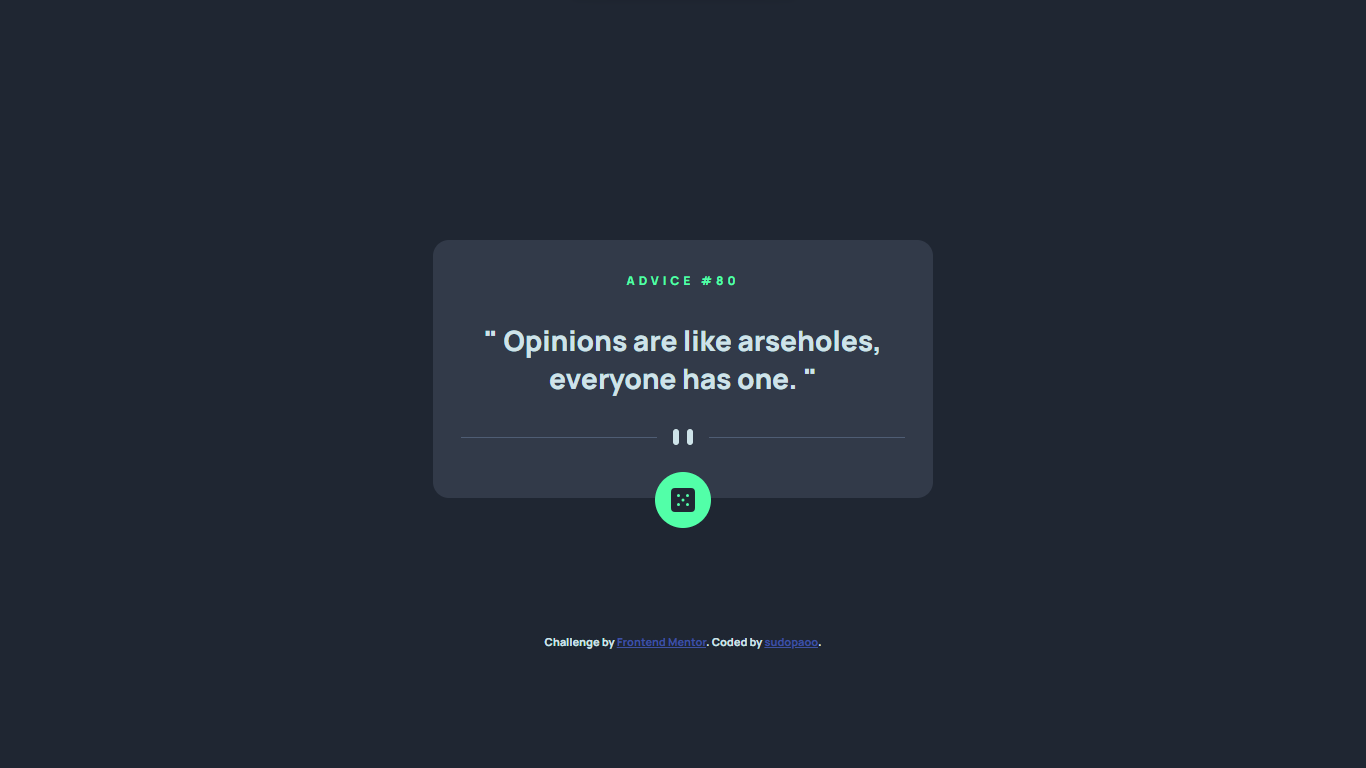 ADVICE #80
" Opinions are like arseholes,
everyone has one. "
Challenge by Frontend Mentor. Coded by sudopaoo.